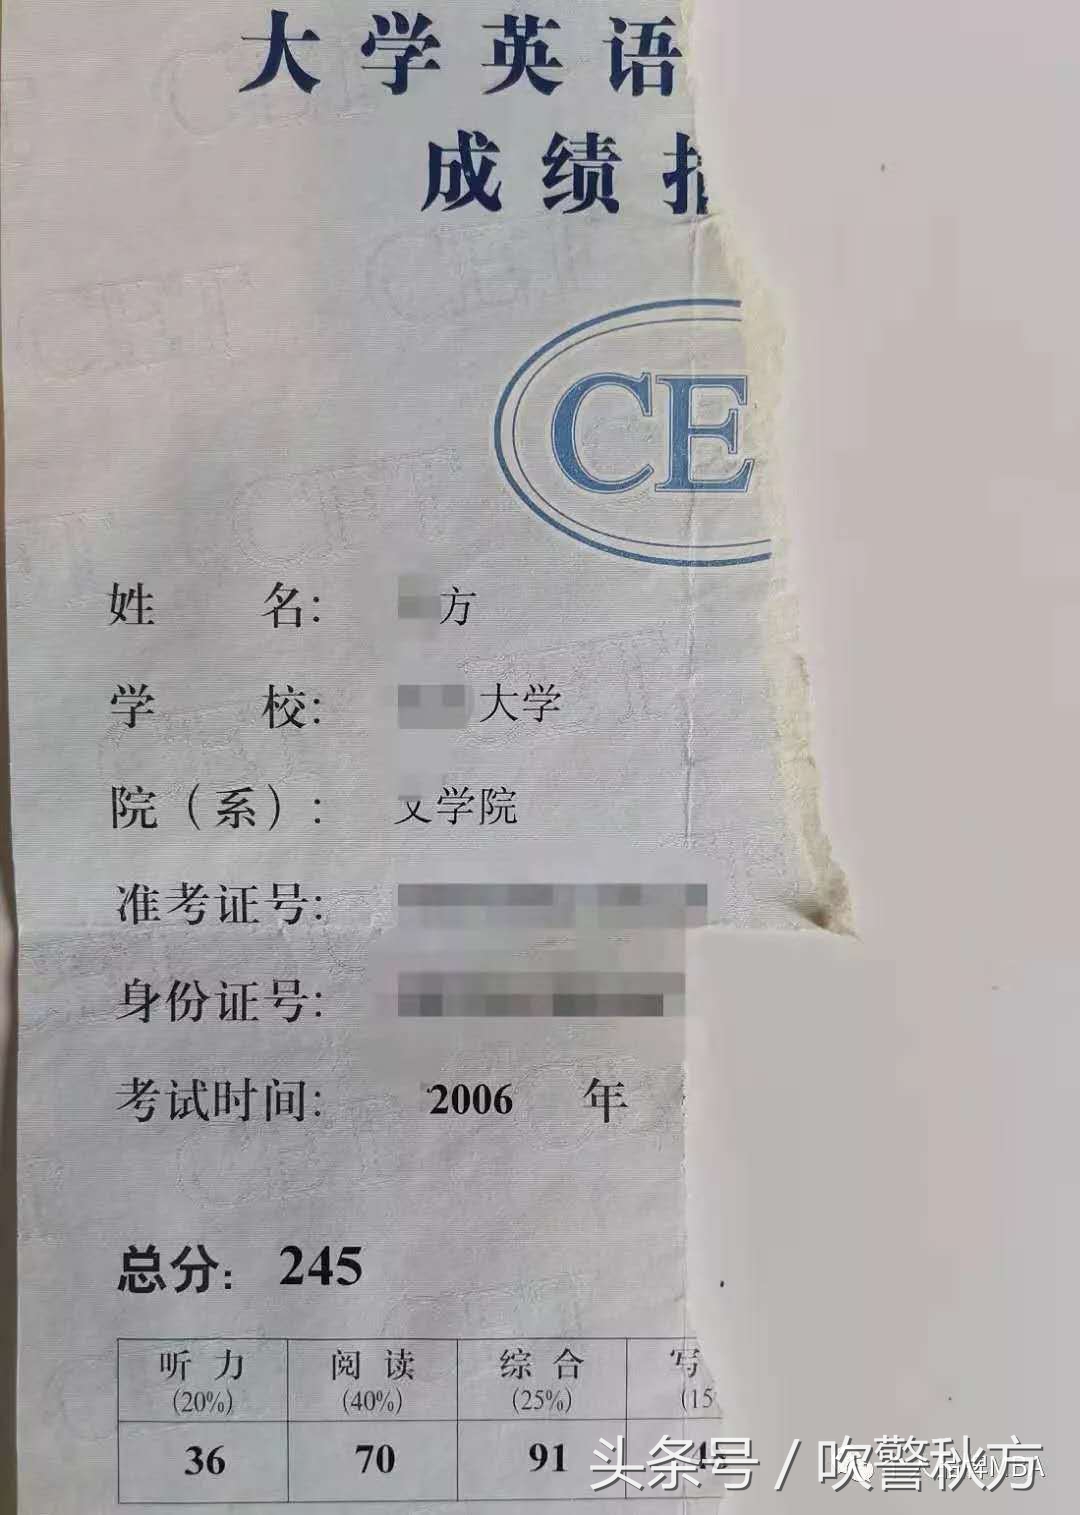 大学英语
成绩
CE
姓名： 方
学校： 大学
院（系）： 学院
准考证号：
身份证号：
考试时间： 2006 年
总分：245
听力 阅读 综合 写
(20%) (40%) (25%) (15
36 70 91
头条号 / 吹警秋方